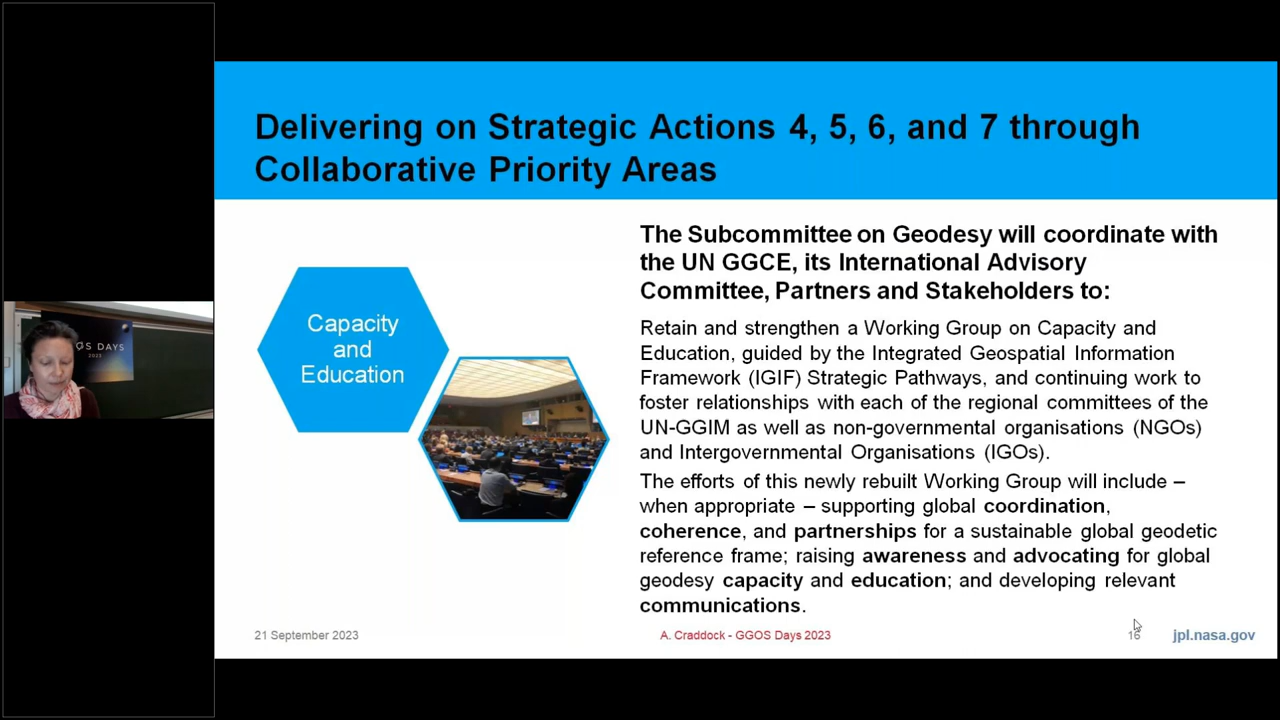 Delivering on Strategic Actions 4, 5, 6, and 7 through
Collaborative Priority Areas
Capacity
and
Education
The Subcommittee on Geodesy will coordinate with
the UN GGCE, its International Advisory
Committee, Partners and Stakeholders to:
Retain and strengthen a Working Group on Capacity and
Education, guided by the Integrated Geospatial Information
Framework (IGIF) Strategic Pathways, and continuing work to
foster relationships with each of the regional committees of the
UN-GGIM as well as non-governmental organisations (NGOs)
and Intergovernmental Organisations (IGOs).
The efforts of this newly rebuilt Working Group will include –
when appropriate – supporting global coordination,
coherence, and partnerships for a sustainable global geodetic
reference frame; raising awareness and advocating for global
geodesy capacity and education; and developing relevant
communications.
21 September 2023
A. Craddock - GGOS Days 2023
16
jpl.nasa.gov
DAYS